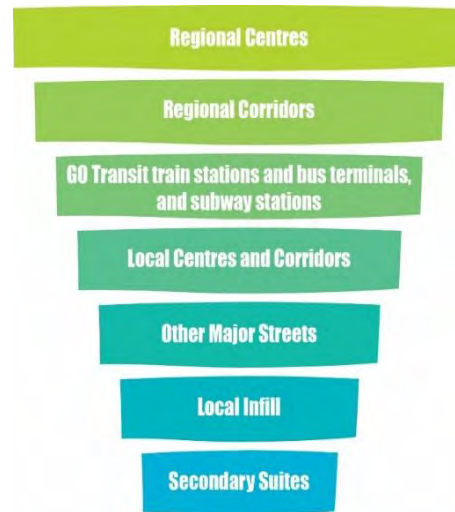 Regional Centres
Regional Corridors
GO Transit train stations and bus terminals,
and subway stations
Local Centres and Corridors
Other Major Streets
Local Infill
Secondary Suites